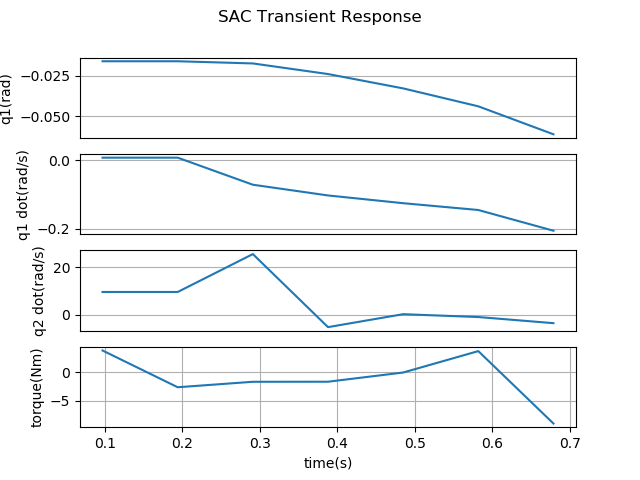 SAC Transient Response
q1(rad)
−0.025
−0.050
q1 dot(rad/s)
0.0
−0.2
q2 dot(rad/s)
20
0
torque(Nm)
0
−5
0.1 0.2 0.3 0.4 0.5 0.6 0.7
time(s)